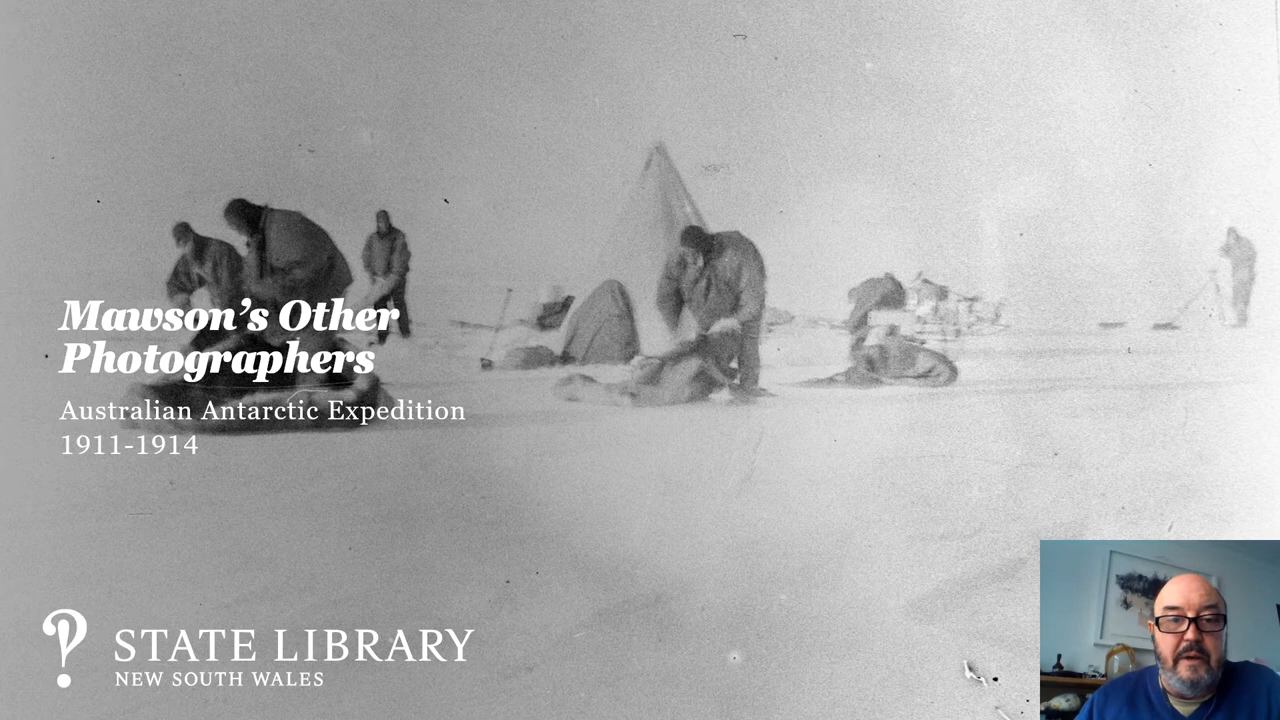 Mawson’s Other
Photographers
Australian Antarctic Expedition
1911-1914
STATE LIBRARY
NEW SOUTH WALES